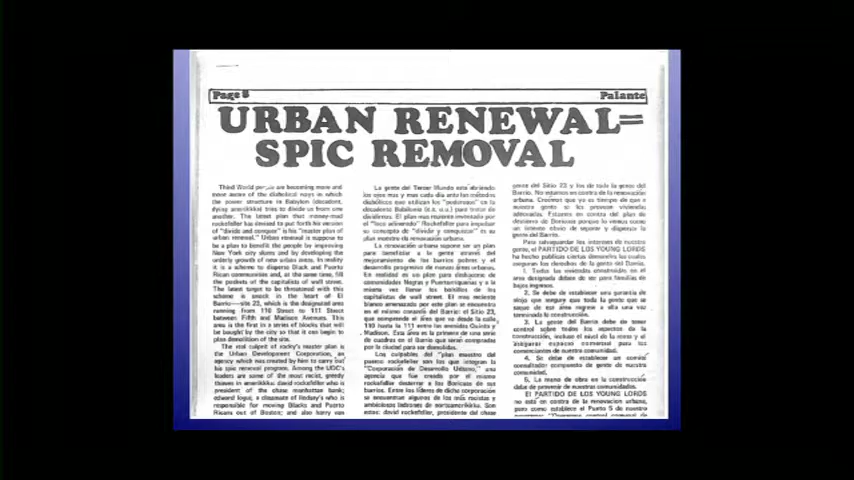 Page 8
Palante
URBAN RENEWAL=
SPIC REMOVAL
Third World are becoming more and
more aware of the diabolical ways in which
the power structure in Babylon (decadent,
dying amerikkka) tries to divide us from one
another. The latest plan that money-mad
rockefeller has devised to put forth his version
of "divide and conquer" is his "master plan of
urban renewal." Urban renewal is suppose to
be a plan to benefit the people by improving
New York city slums and by developing the
orderly growth of new urban areas. In reality
it is a scheme to disperse Black and Puerto
Rican communities and, at the same time, fill
the pockets of the capitalists of wall street.
The latest target to be threatened with this
scheme is smack in the heart of El
Barrio—site 23, which is the designated area
running from 110 Street to 111 Street
between Fifth and Madison Avenues. This
area is the first in a series of blocks that will
be bought by the city so that it can begin to
plan demolition of the site.
The real culprit of rocky's master plan is
the Urban Development Corporation, an
agency which was created by him to carry out
his spic renewal program. Among the UDC's
leaders are some of the most racist, greedy
thieves in amerikkka: david rockefeller who is
president of the chase manhattan bank;
edward logue, a classmate of lindsay's who is
responsible for moving Blacks and Puerto
Ricans out of Boston; and also harry van
La gente del Tercer Mundo está abriendo
los ojos mas y mas cada día ante los métodos
diabólicos que utilizan los "poderosos" en la
decadente Babilonia (e.e. u.u.) para tratar de
dividirnos. El plan mas reciente inventado por
el "loco adinerado" Rockefeller para impulsar
su concepto de "dividir y conquistar" es su
plan maestro de renovación urbana.
La renovación urbana supone ser un plan
para beneficiar a la gente através del
mejoramiento de los barrios pobres y el
desarrollo progresivo de nuevas áreas urbanas.
En realidad es un plan para deshacerse de
comunidades Negras y Puertorriqueñas y a la
misma vez llenar los bolsillos de los
capitalistas de wall street. El mas reciente
blanco amenazado por este plan se encuentra
en el mismo corazón del Barrio: el Sitio 23,
que comprende el área que va desde la calle
110 hasta la 111 entre las avenidas Quinta y
Madison. Esta área es la primera de una serie
de cuadras en el Barrio que serán compradas
por la ciudad para ser demolidas.
Los culpables del "plan maestro del
puerco rockefeller son los que integran la
"Corporación de Desarrollo Urbano," una
agencia que fue creada por el mismo
rockefeller desterrar a los Boricuas de sus
barrios. Entre los líderes de dicha corporación
se encuentran algunos de los más racistas y
ambiciosos ladrones de norteamérikka. Son
estos: david rockefeller, presidente del chase
gente del Sitio 23 y los de toda la gente del
Barrio. No estamos en contra de la renovación
urbana. Creemos que ya es tiempo de que a
nuestra gente se les provean viviendas
adecuadas. Estamos en contra del plan de
destierro de Boricuas porque lo vemos como
un intento obvio de separar y dispersar la
gente del Barrio.
Para salvaguardar los intereses de nuestra
gente, el PARTIDO DE LOS YOUNG LORDS
ha hecho públicas ciertas demandas las cuales
aseguran los derechos de la gente del Barrio.
1. Todas las viviendas construidas en el
area designada deben de ser para familias de
bajos ingresos.
2. Se debe de establecer una garantía de
alojo que asegure que toda la gente que se
saque de ese área regrese a ella una vez
terminada la construcción.
3. La gente del Barrio debe de tener
control sobre todos los aspectos de la
construcción, incluso el nivel de la renta y el
asegurar espacio comercial para los
comerciantes de nuestra comunidad.
4. Se debe de establecer un comité
consultador compuesto de gente de nuestra
comunidad.
5. La mano de obra en la construcción
debe de provenir de nuestras comunidades.
El PARTIDO DE LOS YOUNG LORDS
no está en contra de la renovacion urbana,
pero como establece el Punto 5 de nuestro